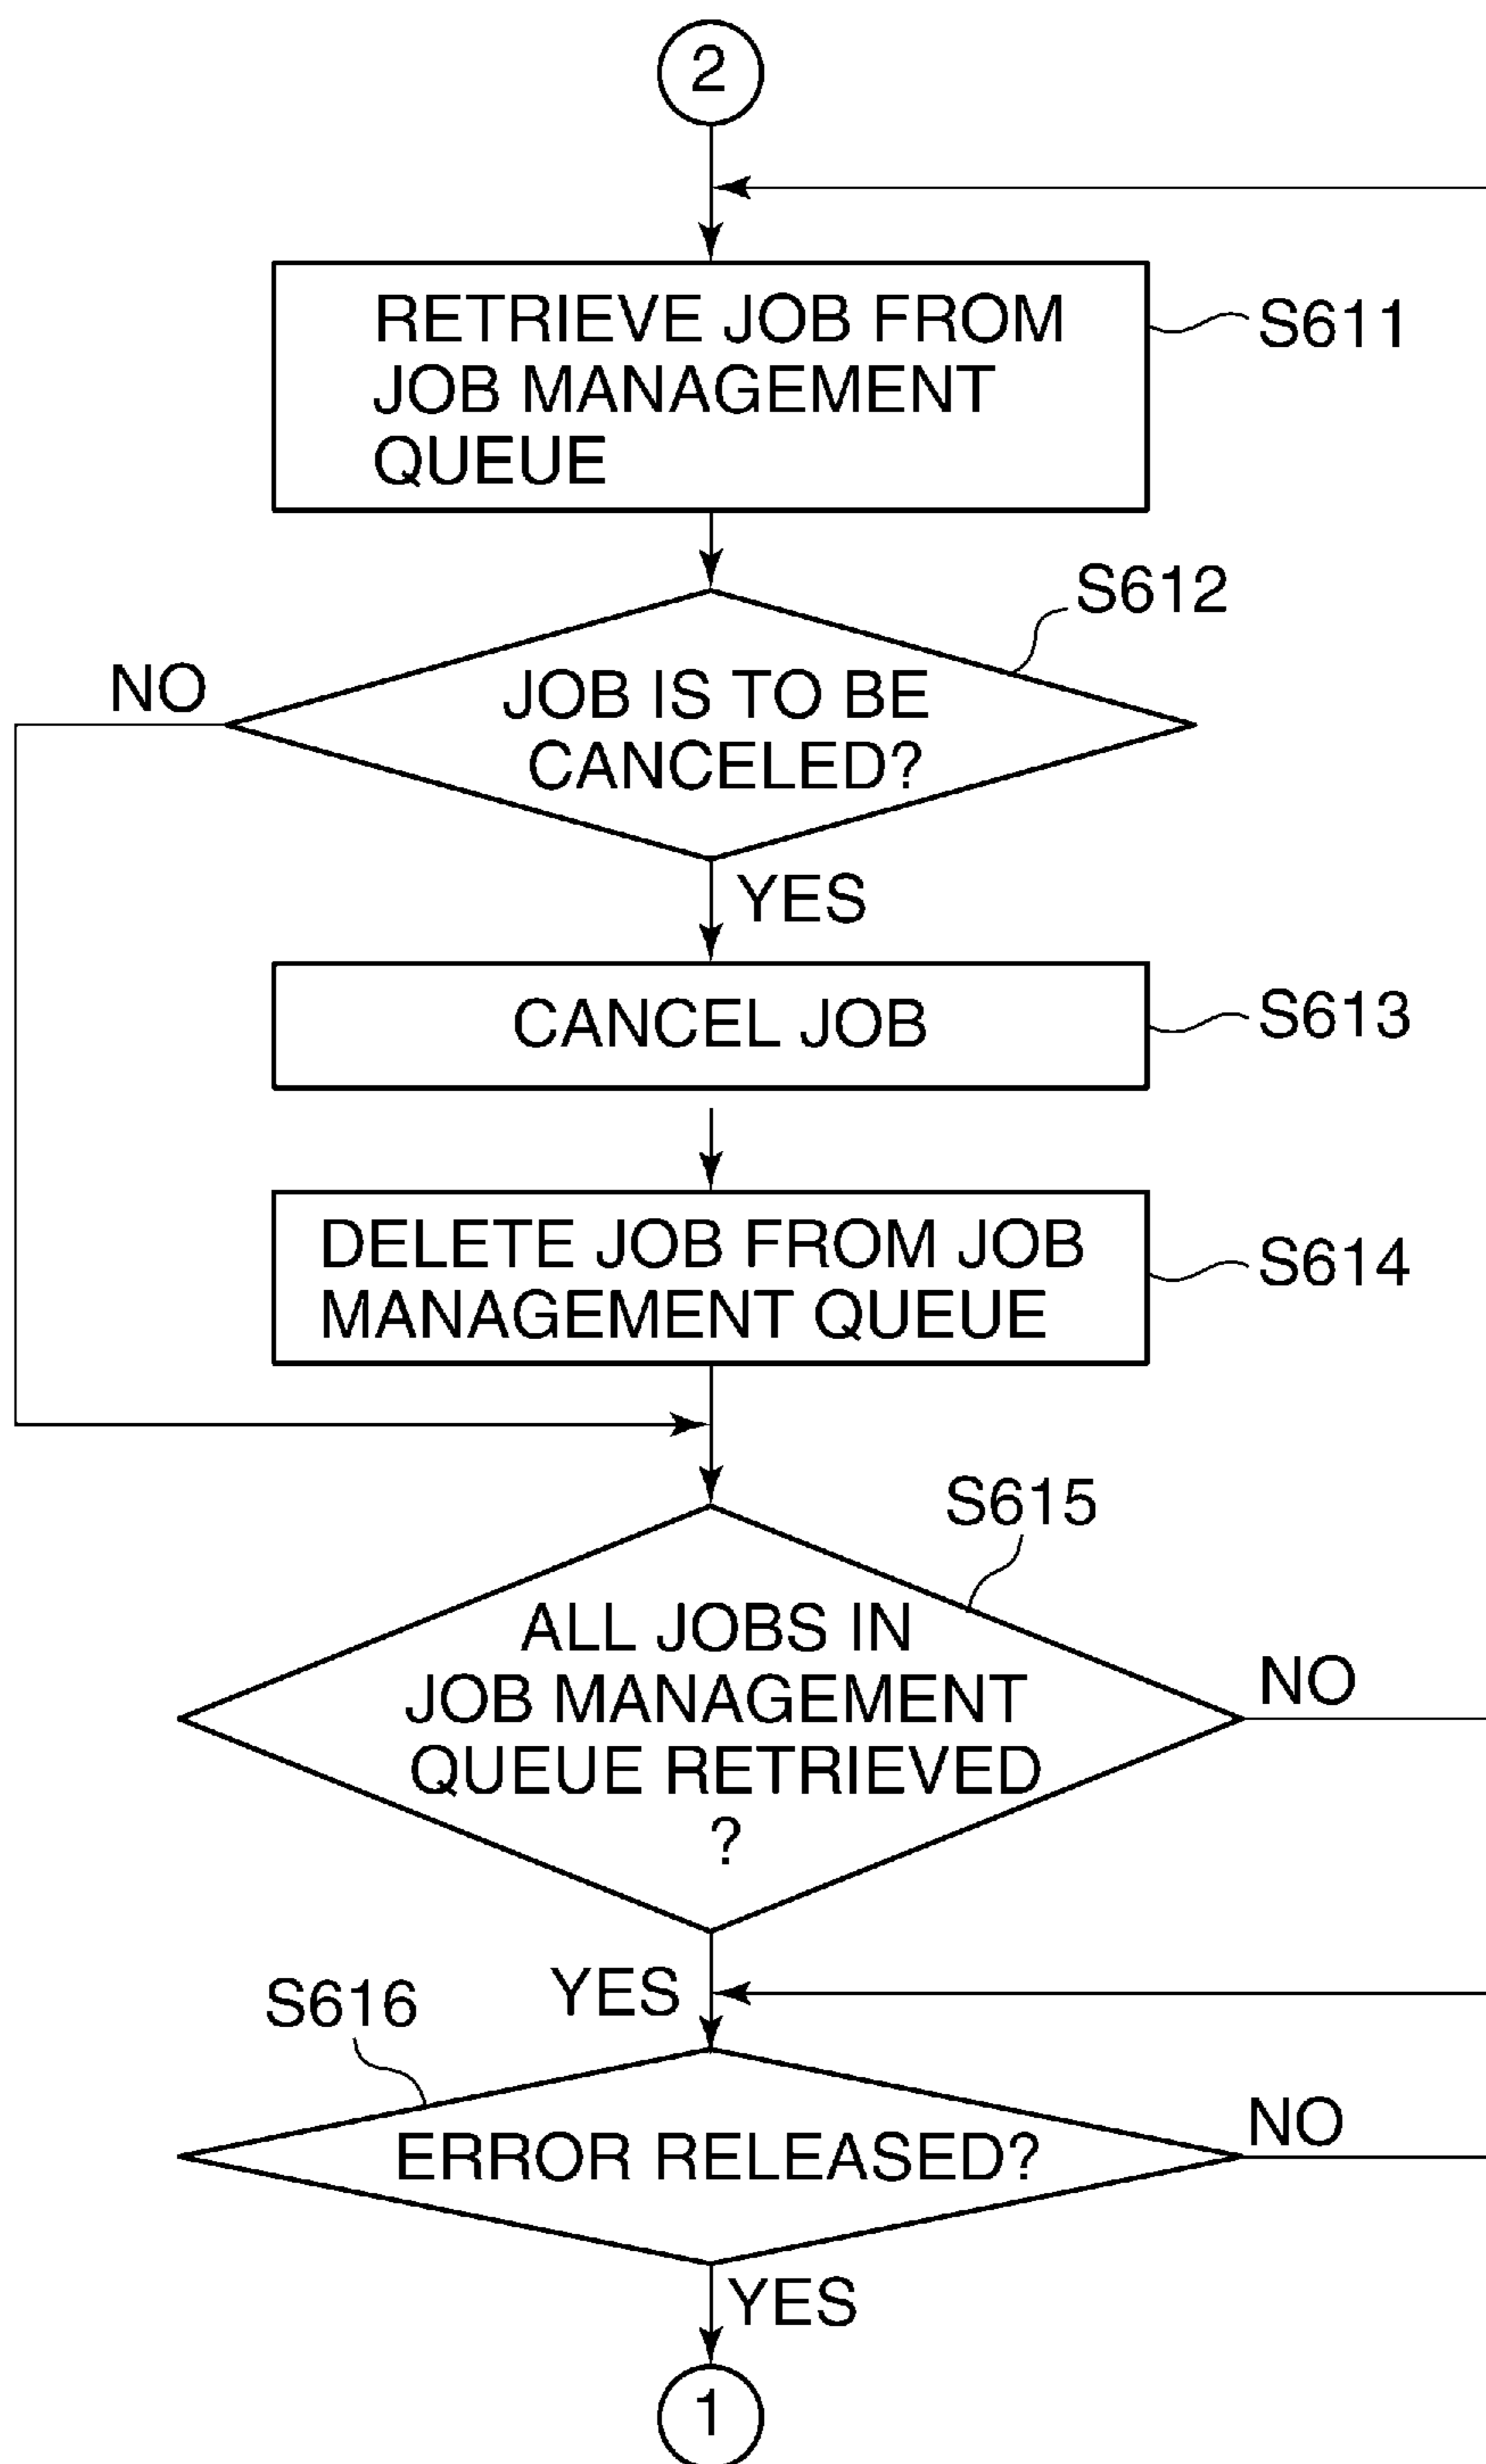 2
RETRIEVE JOB FROM
JOB MANAGEMENT
QUEUE
S611
S612
NO
JOB IS TO BE
CANCELED?
YES
CANCEL JOB
S613
DELETE JOB FROM JOB
MANAGEMENT QUEUE
S614
S615
ALL JOBS IN
JOB MANAGEMENT
QUEUE RETRIEVED
?
NO
YES
S616
ERROR RELEASED?
NO
YES
1